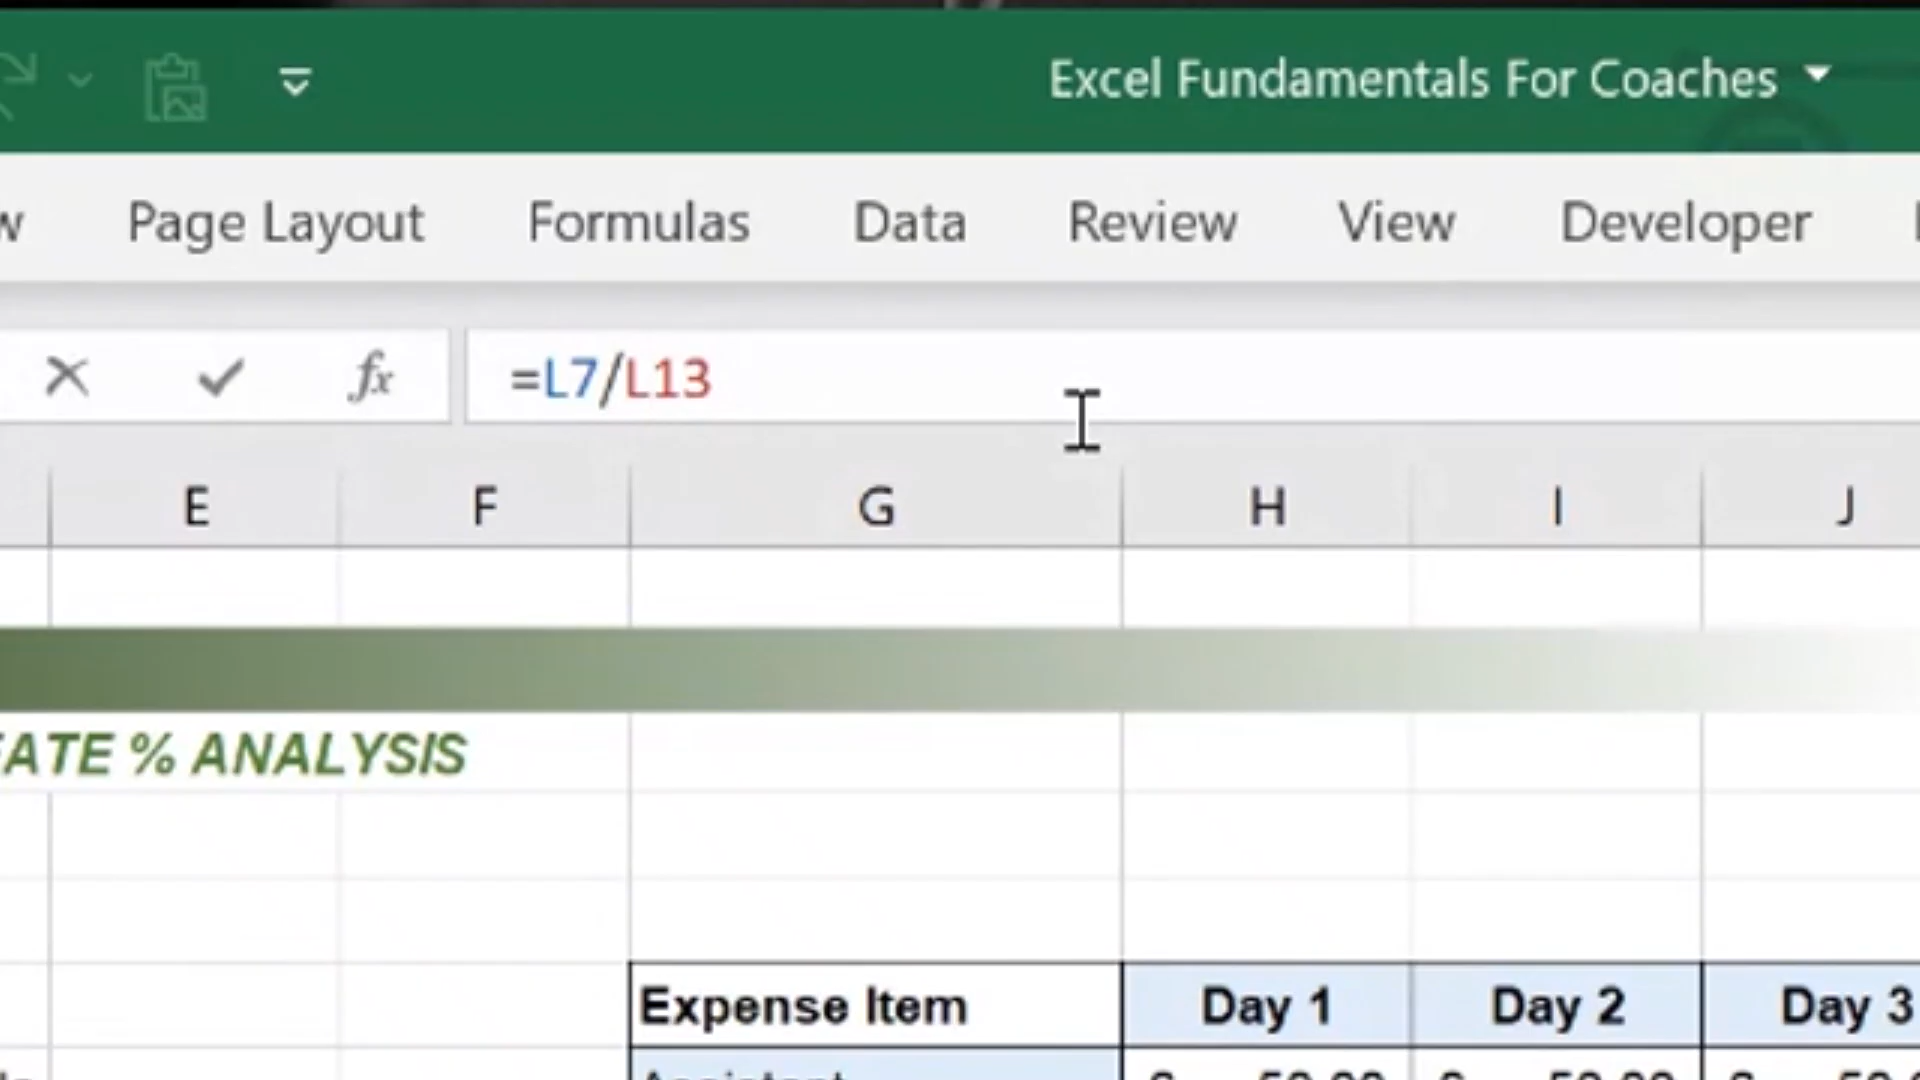 Excel Fundamentals For Coaches
Page Layout Formulas Data Review View Developer
fx =L7/L13
E F G H I J
% ANALYSIS
Expense Item Day 1 Day 2 Day 3